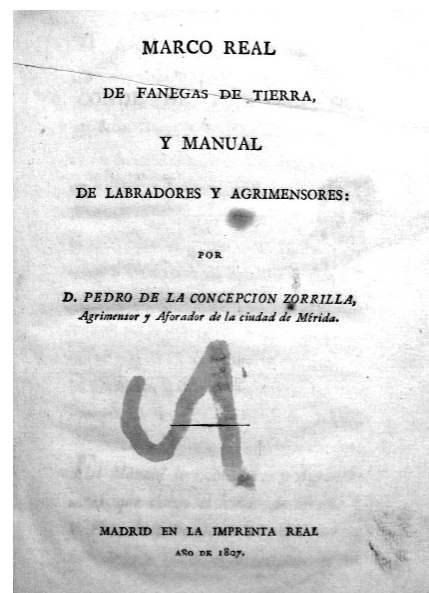 MARCO REAL
DE FANEGAS DE TIERRA,
Y MANUAL
DE LABRADORES Y AGRIMENSORES:
POR
D. PEDRO DE LA CONCEPCION ZORRILLA,
Agrimensor y Aforador de la ciudad de Mérida.
MADRID EN LA IMPRENTA REAL
AÑO DE 1807.